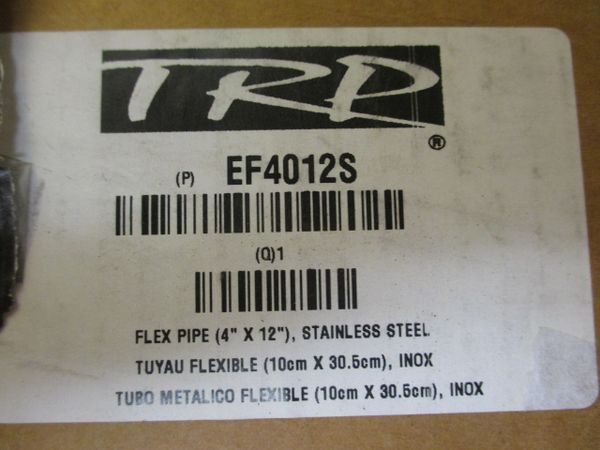 TRP
®
(P) EF4012S
(Q)1
FLEX PIPE (4" X 12"), STAINLESS STEEL
TUYAU FLEXIBLE (10cm X 30.5cm), INOX
TUBO METALICO FLEXIBLE (10cm X 30.5cm), INOX